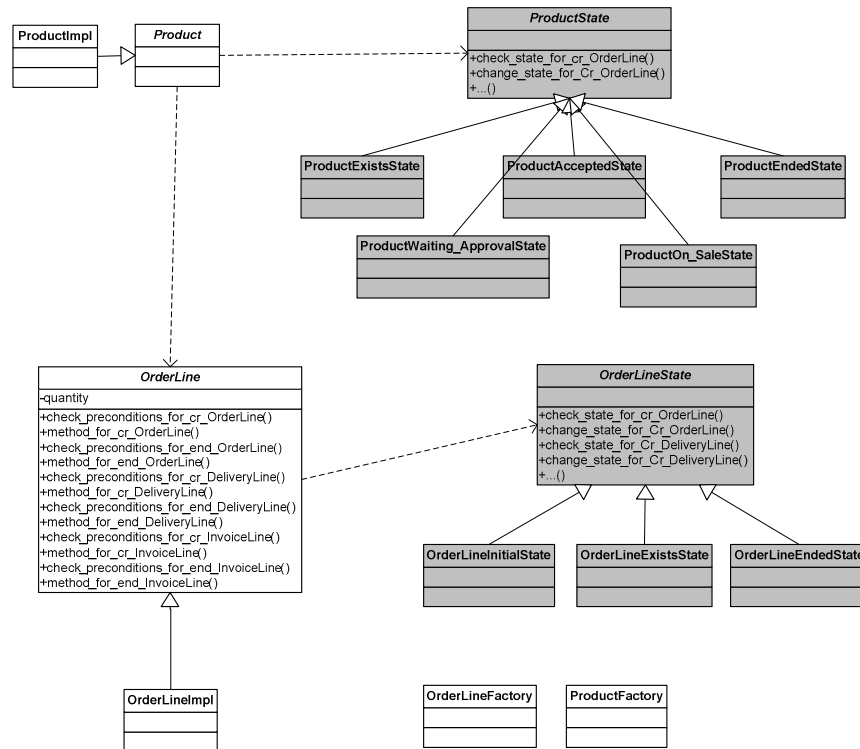 ProductImpl
Product
ProductState
+check_state_for_cr_OrderLine()
+change_state_for_Cr_OrderLine()
+...()
ProductExistsState
ProductAcceptedState
ProductEndedState
ProductWaiting_ApprovalState
ProductOn_SaleState
OrderLine
-quantity
+check_preconditions_for_cr_OrderLine()
+method_for_cr_OrderLine()
+check_preconditions_for_end_OrderLine()
+method_for_end_OrderLine()
+check_preconditions_for_cr_DeliveryLine()
+method_for_cr_DeliveryLine()
+check_preconditions_for_end_DeliveryLine()
+method_for_end_DeliveryLine()
+check_preconditions_for_cr_InvoiceLine()
+method_for_cr_InvoiceLine()
+check_preconditions_for_end_InvoiceLine()
+method_for_end_InvoiceLine()
OrderLineState
+check_state_for_cr_OrderLine()
+change_state_for_Cr_OrderLine()
+check_state_for_Cr_DeliveryLine()
+change_state_for_Cr_DeliveryLine()
+...()
OrderLineInitialState
OrderLineExistsState
OrderLineEndedState
OrderLineImpl
OrderLineFactory
ProductFactory